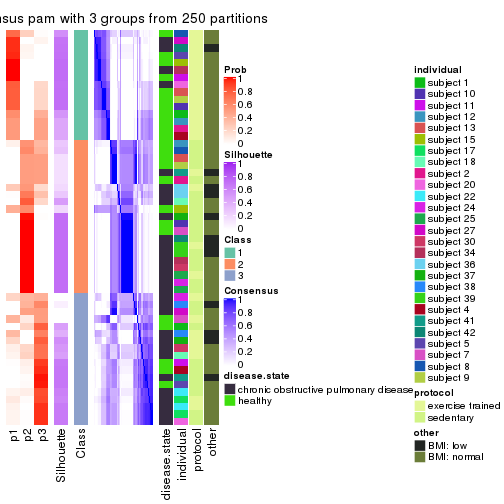 nsus pam with 3 groups from 250 partitions
Prob
1
0.8
0.6
0.4
0.2
0
Silhouette
1
0.8
0.6
0.4
0.2
0
Class
1
2
3
Consensus
1
0.8
0.6
0.4
0.2
0
disease.state
chronic obstructive pulmonary disease
healthy
individual
subject 1
subject 10
subject 11
subject 12
subject 13
subject 15
subject 17
subject 18
subject 2
subject 20
subject 22
subject 24
subject 25
subject 27
subject 30
subject 34
subject 36
subject 37
subject 38
subject 39
subject 4
subject 41
subject 42
subject 5
subject 7
subject 8
subject 9
protocol
exercise trained
sedentary
other
BMI: low
BMI: normal
p1
p2
p3
Silhouette
Class
disease.state
individual
protocol
other